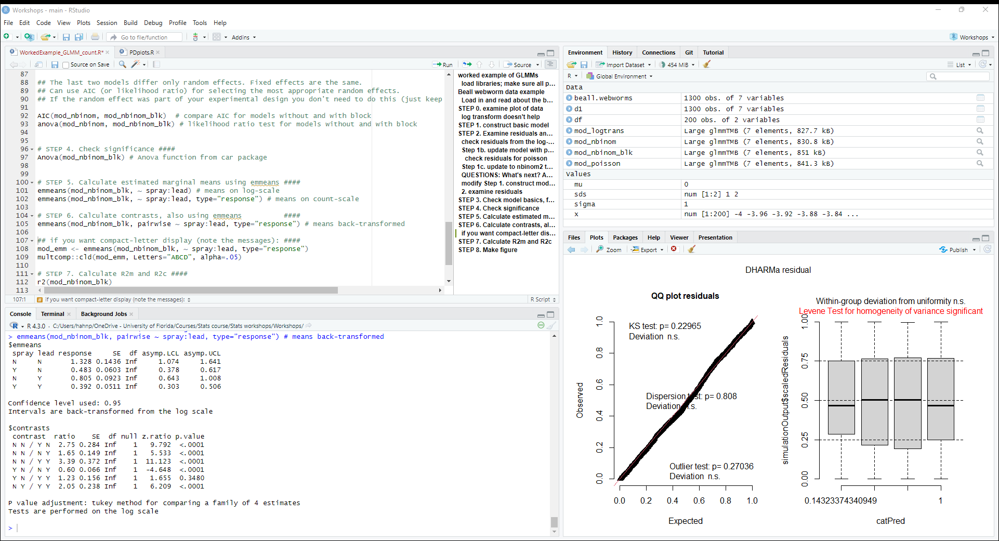 Workshops - main - RStudio
File Edit Code View Plots Session Build Debug Profile Tools Help
Go to file/function Addins Workshops
WorkedExample_GLMM_count.R* PDplots.R
Source on Save Run Source
87
88 ## The last two models differ only random effects. Fixed effects are the same.
89 ## Can use AIC (or likelihood ratio) for selecting the most appropriate random effects.
90 ## If the random effect was part of your experimental design you don't need to do this (just keep
91
92 AIC(mod_nbinom, mod_nbinom_blk) # compare AIC for models without and with block
93 anova(mod_nbinom, mod_nbinom_blk) # likelihood ratio test for models without and with block
94
95
96 # STEP 4. Check significance ####
97 Anova(mod_nbinom_blk) # Anova function from car package
98
99
100 # STEP 5. Calculate estimated marginal means using emmeans ####
101 emmeans(mod_nbinom_blk, ~ spray:lead) # means on log-scale
102 emmeans(mod_nbinom_blk, ~ spray:lead, type="response") # means on count-scale
103
104 # STEP 6. Calculate contrasts, also using emmeans ####
105 emmeans(mod_nbinom_blk, pairwise ~ spray:lead, type="response") # means back-transformed
106
107 ## if you want compact-letter display (note the messages): ####
108 mod_emm <- emmeans(mod_nbinom_blk, ~ spray:lead, type="response")
109 multcomp::cld(mod_emm, Letters="ABCD", alpha=.05)
110
111 # STEP 7. Calculate R2m and R2c ####
112 r2(mod_nbinom_blk)
113
107:1 # if you want compact-letter display (note the messages): R Script
worked example of GLMMs
load libraries; make sure all p...
Beall webworm data example
Load in and read about the b...
STEP 0. examine plot of data
log transform doesn't help
STEP 1. construct basic model
STEP 2. Examine residuals an...
check residuals from the log-...
Step 1b. update model with p...
check residuals for poisson
Step 1c. update to nbinom2 t...
QUESTIONS: What's next? A...
modify Step 1. construct mod...
2. examine residuals
STEP 3. Check model basics, f...
STEP 4. Check significance
STEP 5. Calculate estimated m...
STEP 6. Calculate contrasts, al...
if you want compact-letter dis...
STEP 7. Calculate R2m and R2c
STEP 8. Make figure
Console Terminal Background Jobs
R 4.3.0 · C:/Users/hahnp/OneDrive - University of Florida/Courses/Stats course/Stats workshops/Workshops/
> emmeans(mod_nbinom_blk, pairwise ~ spray:lead, type="response") # means back-transformed
$emmeans
spray lead response SE df asymp.LCL asymp.UCL
N N 1.328 0.1436 Inf 1.074 1.641
Y N 0.483 0.0603 Inf 0.378 0.617
N Y 0.805 0.0923 Inf 0.643 1.008
Y Y 0.392 0.0511 Inf 0.303 0.506
Confidence level used: 0.95
Intervals are back-transformed from the log scale
$contrasts
contrast ratio SE df null z.ratio p.value
N N / Y N 2.75 0.284 Inf 1 9.792 <.0001
N N / N Y 1.65 0.149 Inf 1 5.533 <.0001
N N / Y Y 3.39 0.372 Inf 1 11.123 <.0001
Y N / N Y 0.60 0.066 Inf 1 -4.648 <.0001
Y N / Y Y 1.23 0.156 Inf 1 1.655 0.3480
N Y / Y Y 2.05 0.238 Inf 1 6.209 <.0001
P value adjustment: tukey method for comparing a family of 4 estimates
Tests are performed on the log scale
>
Environment History Connections Git Tutorial
Import Dataset 454 MiB List
R Global Environment
Data
beall.webworms 1300 obs. of 7 variables
d1 1300 obs. of 7 variables
df 200 obs. of 2 variables
mod_logtrans Large glmmTMB (7 elements, 827.7 kB)
mod_nbinom Large glmmTMB (7 elements, 830.8 kB)
mod_nbinom_blk Large glmmTMB (7 elements, 851 kB)
mod_poisson Large glmmTMB (7 elements, 841.3 kB)
Values
mu 0
sds num [1:2] 1 2
sigma 1
x num [1:200] -4 -3.96 -3.92 -3.88 -3.84 ...
Files Plots Packages Help Viewer Presentation
Zoom Export Publish
DHARMa residual
QQ plot residuals
KS test: p= 0.22965
Deviation n.s.
Dispersion test: p= 0.808
Deviation n.s.
Outlier test: p= 0.27036
Deviation n.s.
Observed
0.0 0.2 0.4 0.6 0.8 1.0
0.0 0.2 0.4 0.6 0.8 1.0
Expected
Within-group deviation from uniformity n.s.
Levene Test for homogeneity of variance significant
simulationOutput$scaledResiduals
0.00 0.25 0.50 0.75 1.00
0.14323374340949 1
catPred